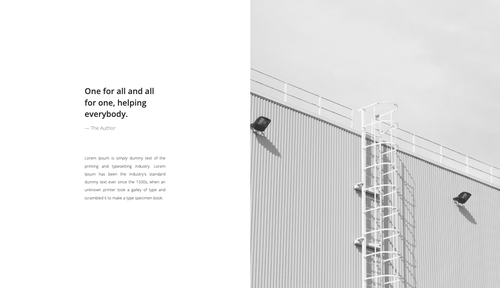 One for all and all
for one, helping
everybody.
— The Author
Lorem Ipsum is simply dummy text of the
printing and typesetting industry. Lorem
Ipsum has been the industry's standard
dummy text ever since the 1500s, when an
unknown printer took a galley of type and
scrambled it to make a type specimen book.